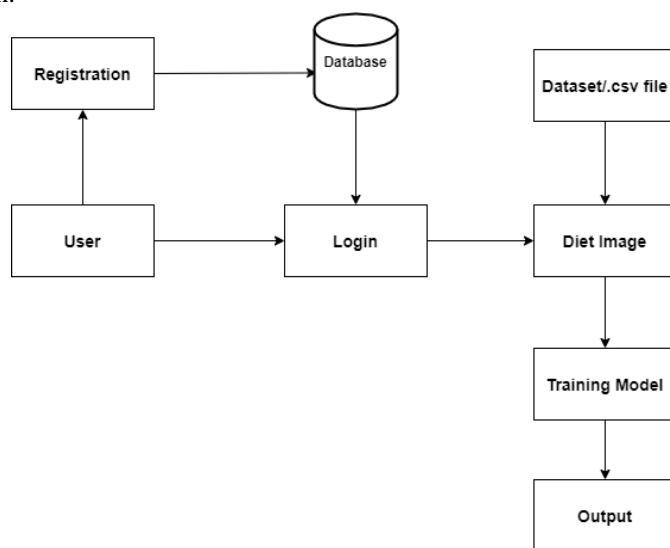 Registration
Database
Dataset/.csv file
User
Login
Diet Image
Training Model
Output